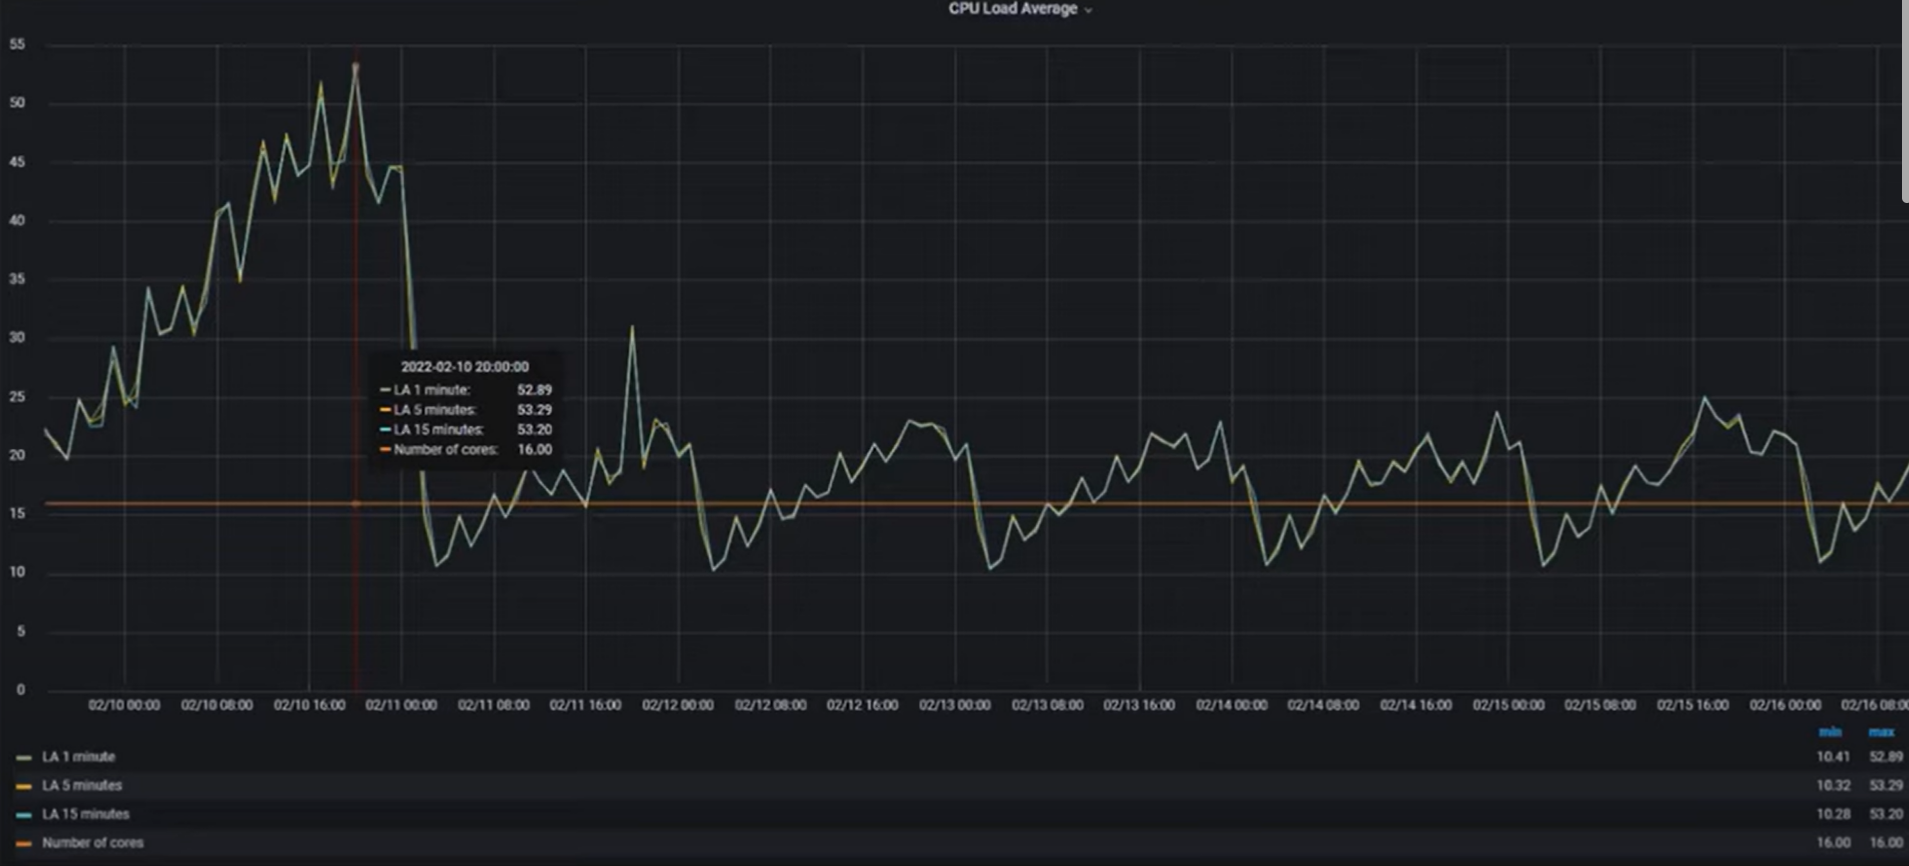 CPU Load Average
55
50
45
40
35
30
25
20
15
10
5
0
2022-02-10 20:00:00
LA 1 minute: 52.89
LA 5 minutes: 53.29
LA 15 minutes: 53.20
Number of cores: 16.00
02/10 00:00 02/10 08:00 02/10 16:00 02/11 00:00 02/11 08:00 02/11 16:00 02/12 00:00 02/12 08:00 02/12 16:00 02/13 00:00 02/13 08:00 02/13 16:00 02/14 00:00 02/14 08:00 02/14 16:00 02/15 00:00 02/15 08:00 02/15 16:00 02/16 00:00 02/16 08:00
min max
LA 1 minute 10.41 52.89
LA 5 minutes 10.32 53.29
LA 15 minutes 10.28 53.20
Number of cores 16.00 16.00